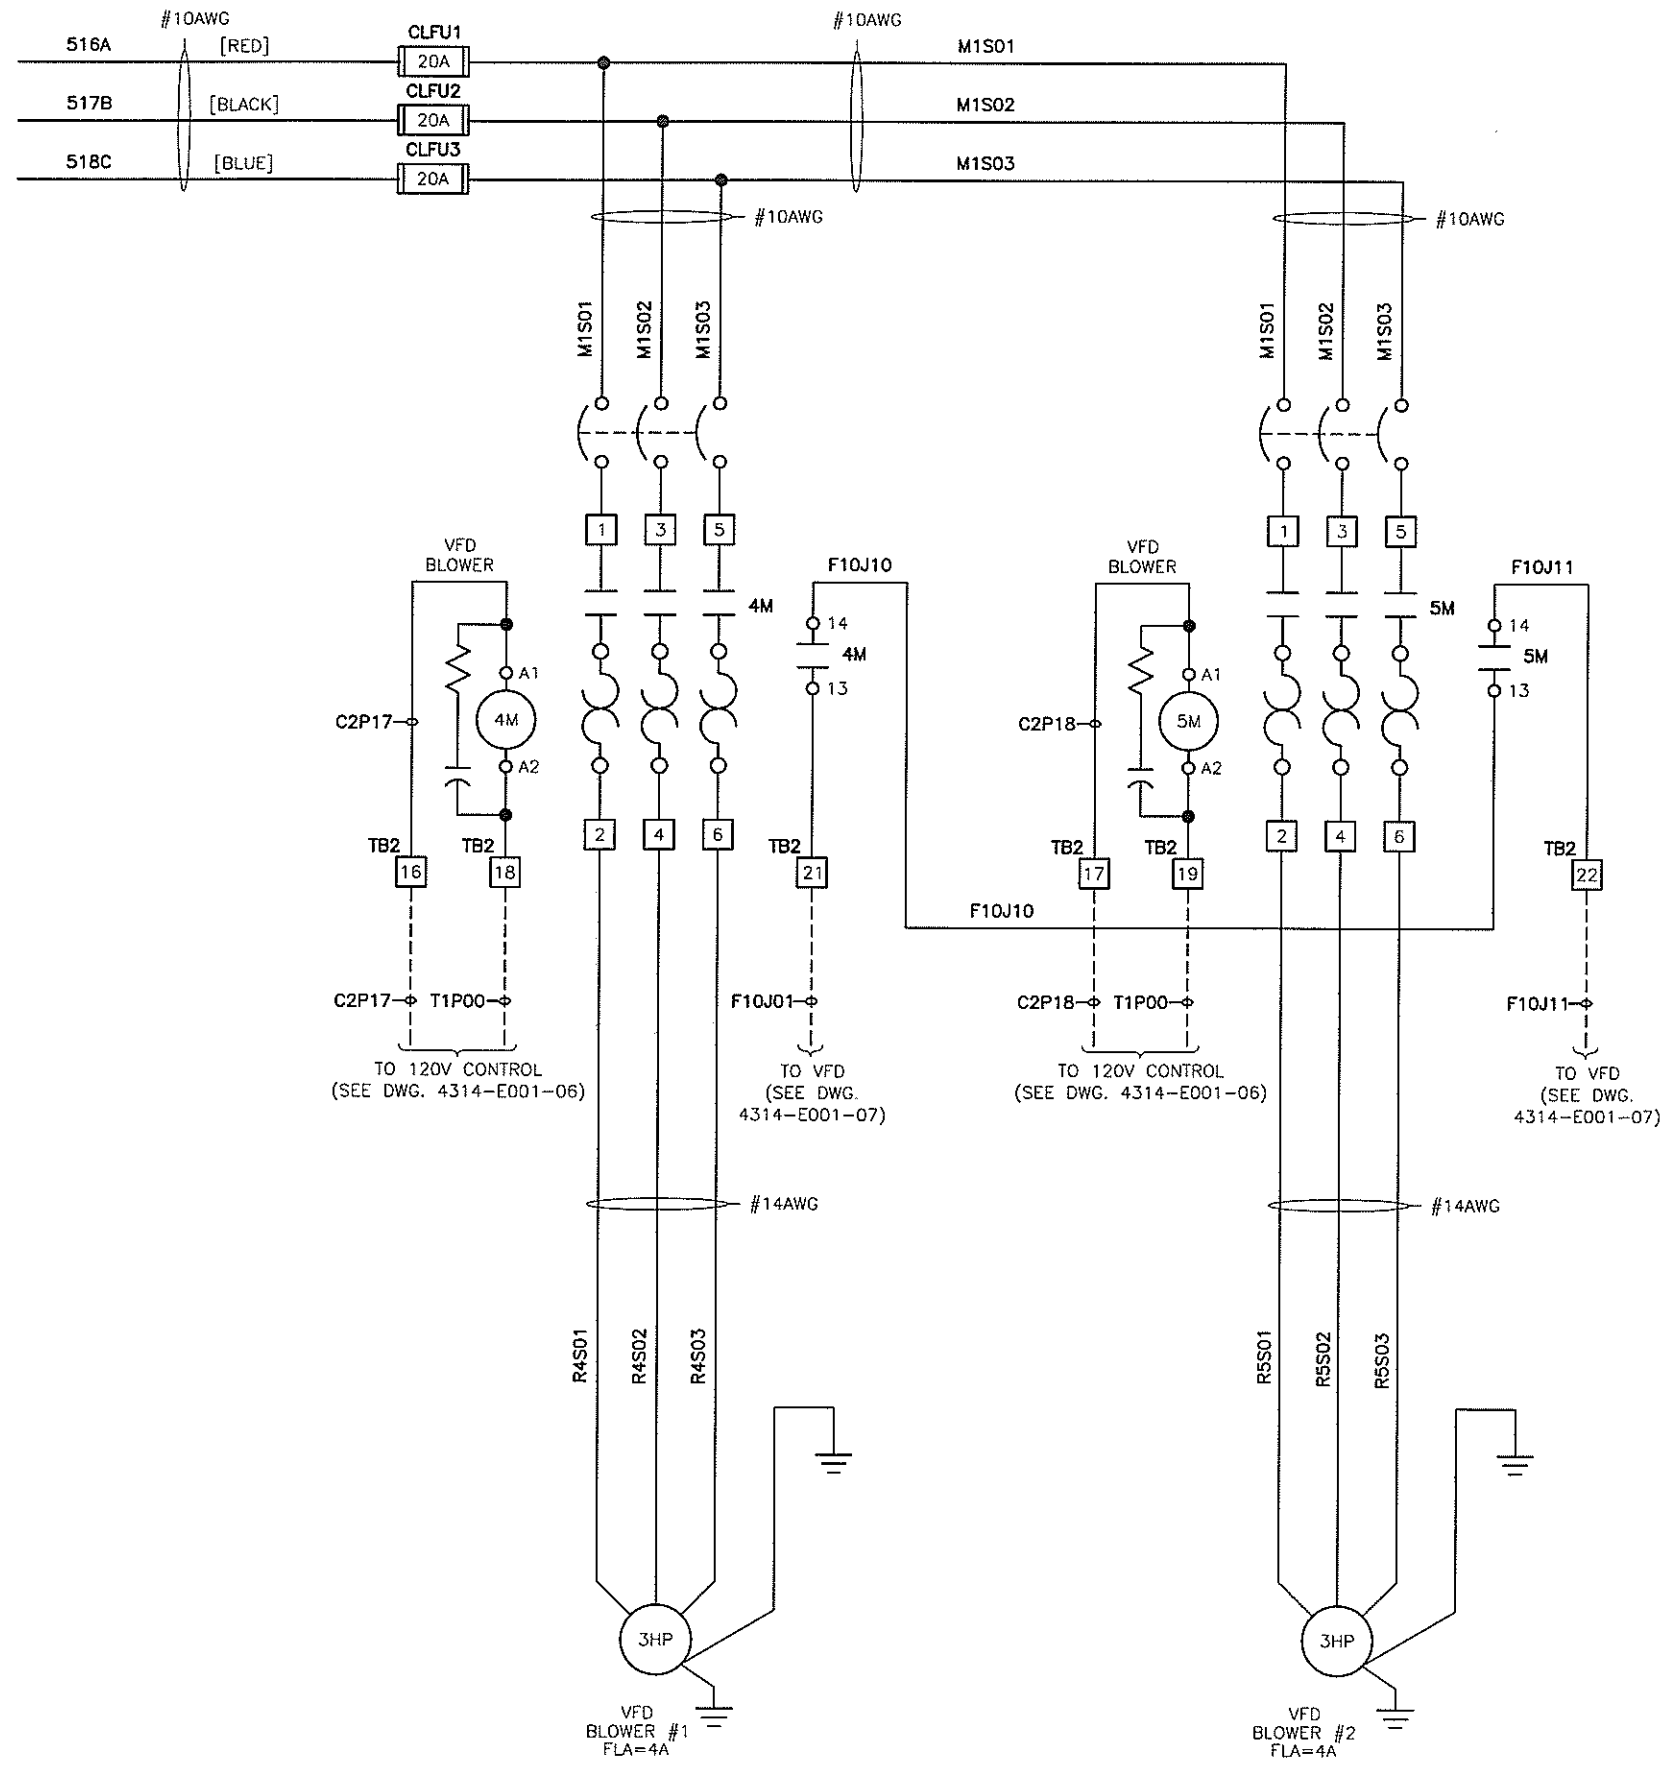 #10AWG
#10AWG
516A
[RED]
CLFU1
20A
M1S01
517B
[BLACK]
CLFU2
20A
M1S02
518C
[BLUE]
CLFU3
20A
M1S03
#10AWG
#10AWG
M1S01
M1S02
M1S03
M1S01
M1S02
M1S03
1
3
5
1
3
5
VFD
BLOWER
F10J10
VFD
BLOWER
F10J11
4M
14
4M
13
5M
14
5M
13
A1
4M
A2
C2P17
A1
5M
A2
C2P18
2
4
6
2
4
6
TB2
16
TB2
18
TB2
21
TB2
17
TB2
19
TB2
22
F10J10
C2P17
T1P00
F10J01
C2P18
T1P00
F10J11
TO 120V CONTROL
(SEE DWG. 4314-E001-06)
TO VFD
(SEE DWG.
4314-E001-07)
TO 120V CONTROL
(SEE DWG. 4314-E001-06)
TO VFD
(SEE DWG.
4314-E001-07)
#14AWG
#14AWG
R4S01
R4S02
R4S03
R5S01
R5S02
R5S03
3HP
3HP
VFD
BLOWER #1
FLA=4A
VFD
BLOWER #2
FLA=4A